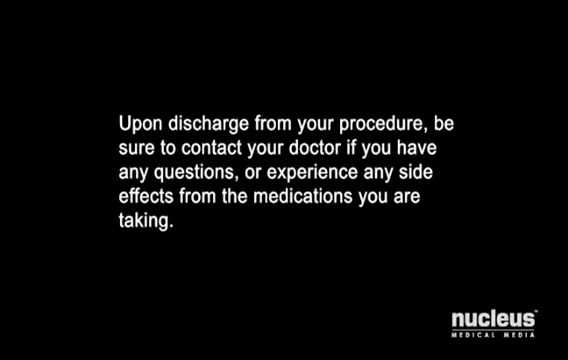 Upon discharge from your procedure, be
sure to contact your doctor if you have
any questions, or experience any side
effects from the medications you are
taking.
nucleus™
MEDICAL MEDIA